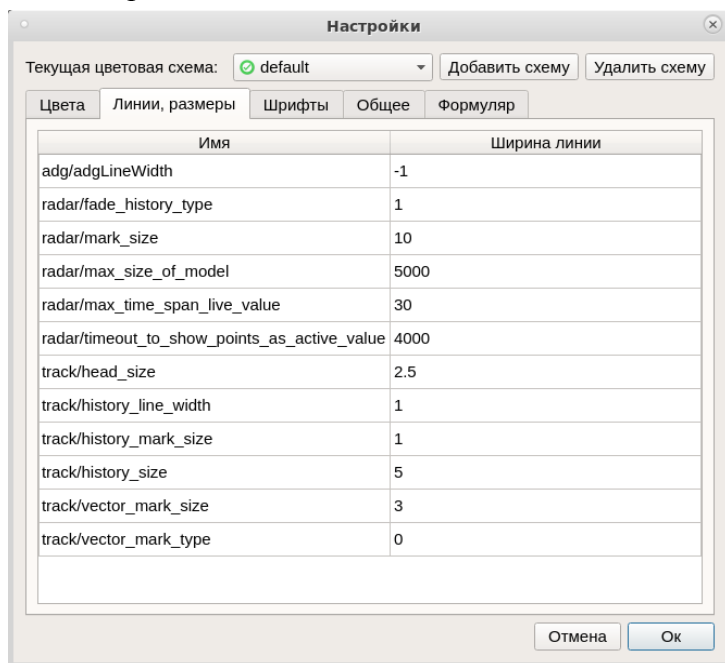 Настройки
Текущая цветовая схема: default Добавить схему Удалить схему
Цвета Линии, размеры Шрифты Общее Формуляр
Имя Ширина линии
adg/adgLineWidth -1
radar/fade_history_type 1
radar/mark_size 10
radar/max_size_of_model 5000
radar/max_time_span_live_value 30
radar/timeout_to_show_points_as_active_value 4000
track/head_size 2.5
track/history_line_width 1
track/history_mark_size 1
track/history_size 5
track/vector_mark_size 3
track/vector_mark_type 0
Отмена Ок